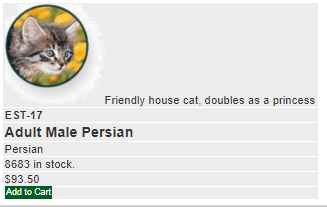 Friendly house cat, doubles as a princess
EST-17
Adult Male Persian
Persian
8683 in stock.
$93.50
Add to Cart